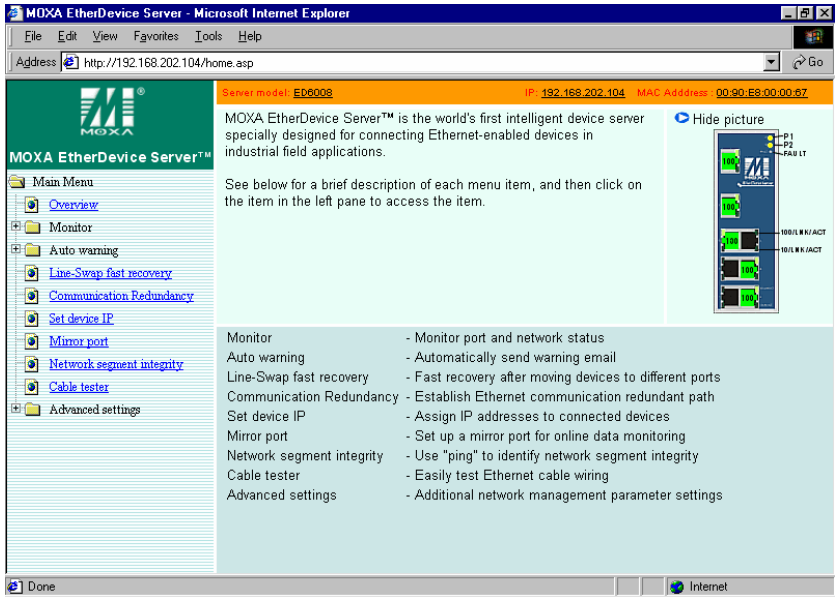 MOXA EtherDevice Server - Microsoft Internet Explorer
File Edit View Favorites Tools Help
Address http://192.168.202.104/home.asp Go
MOXA
MOXA EtherDevice Server™
Main Menu
Overview
Monitor
Auto warning
Line-Swap fast recovery
Communication Redundancy
Set device IP
Mirror port
Network segment integrity
Cable tester
Advanced settings
Server model: ED6008 IP: 192.168.202.104 MAC Adddress : 00:90:E8:00:00:67
MOXA EtherDevice Server™ is the world's first intelligent device server
specially designed for connecting Ethernet-enabled devices in
industrial field applications.
See below for a brief description of each menu item, and then click on
the item in the left pane to access the item.
Hide picture
P1
P2
FAULT
100
100
100
100/LNK/ACT
10/LNK/ACT
100
100
Monitor - Monitor port and network status
Auto warning - Automatically send warning email
Line-Swap fast recovery - Fast recovery after moving devices to different ports
Communication Redundancy - Establish Ethernet communication redundant path
Set device IP - Assign IP addresses to connected devices
Mirror port - Set up a mirror port for online data monitoring
Network segment integrity - Use "ping" to identify network segment integrity
Cable tester - Easily test Ethernet cable wiring
Advanced settings - Additional network management parameter settings
Done Internet